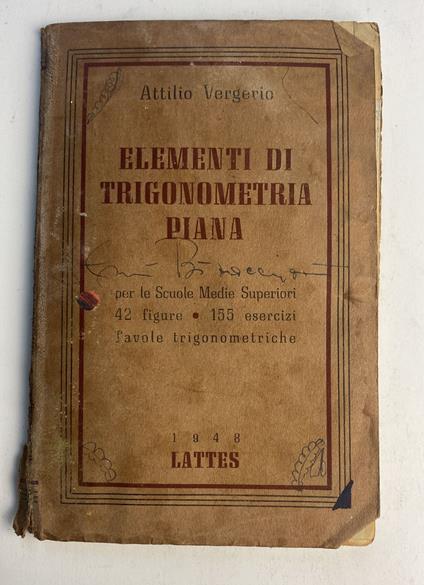 Attilio Vergerio
ELEMENTI DI
TRIGONOMETRIA
PIANA
per le Scuole Medie Superiori
42 figure • 155 esercizi
Tavole trigonometriche
1948
LATTES